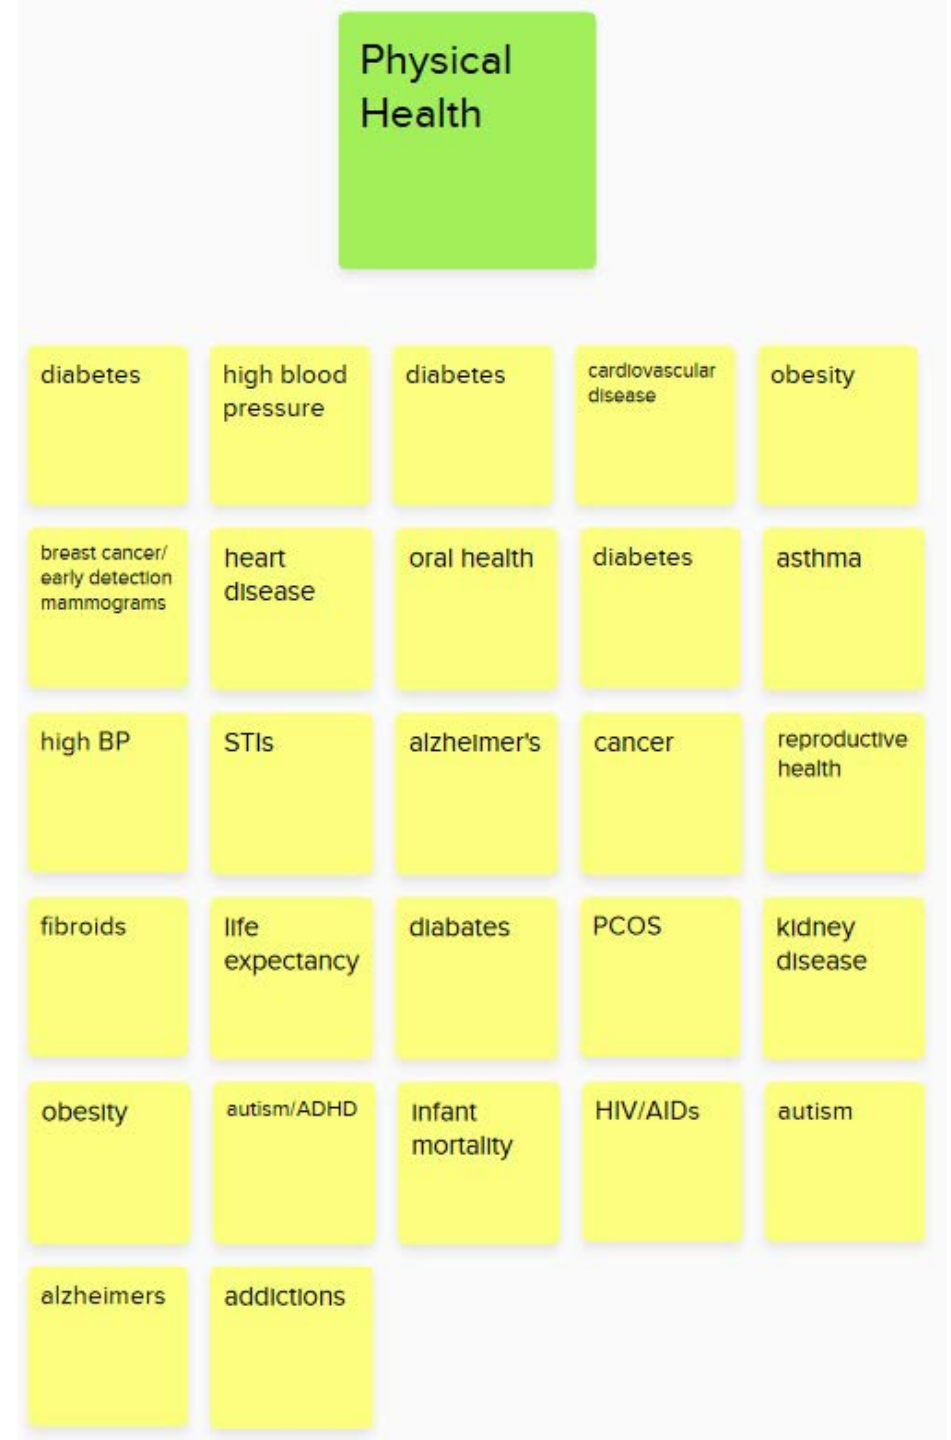 Physical
Health
diabetes
high blood
pressure
diabetes
cardiovascular
disease
obesity
breast cancer/
early detection
mammograms
heart
disease
oral health
diabetes
asthma
high BP
STIs
alzheimer's
cancer
reproductive
health
fibroids
life
expectancy
diabates
PCOS
kidney
disease
obesity
autism/ADHD
infant
mortality
HIV/AIDs
autism
alzheimers
addictions